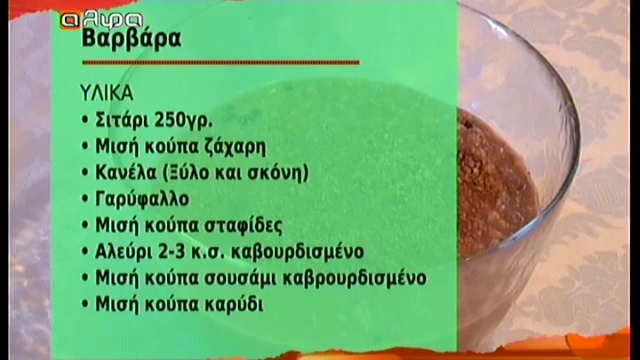 αλφα
Βαρβάρα
ΥΛΙΚΑ
• Σιτάρι 250γρ.
• Μισή κούπα ζάχαρη
• Κανέλα (Ξύλο και σκόνη)
• Γαρύφαλλο
• Μισή κούπα σταφίδες
• Αλεύρι 2-3 κ.σ. καβουρδισμένο
• Μισή κούπα σουσάμι καβρουρδισμένο
• Μισή κούπα καρύδι